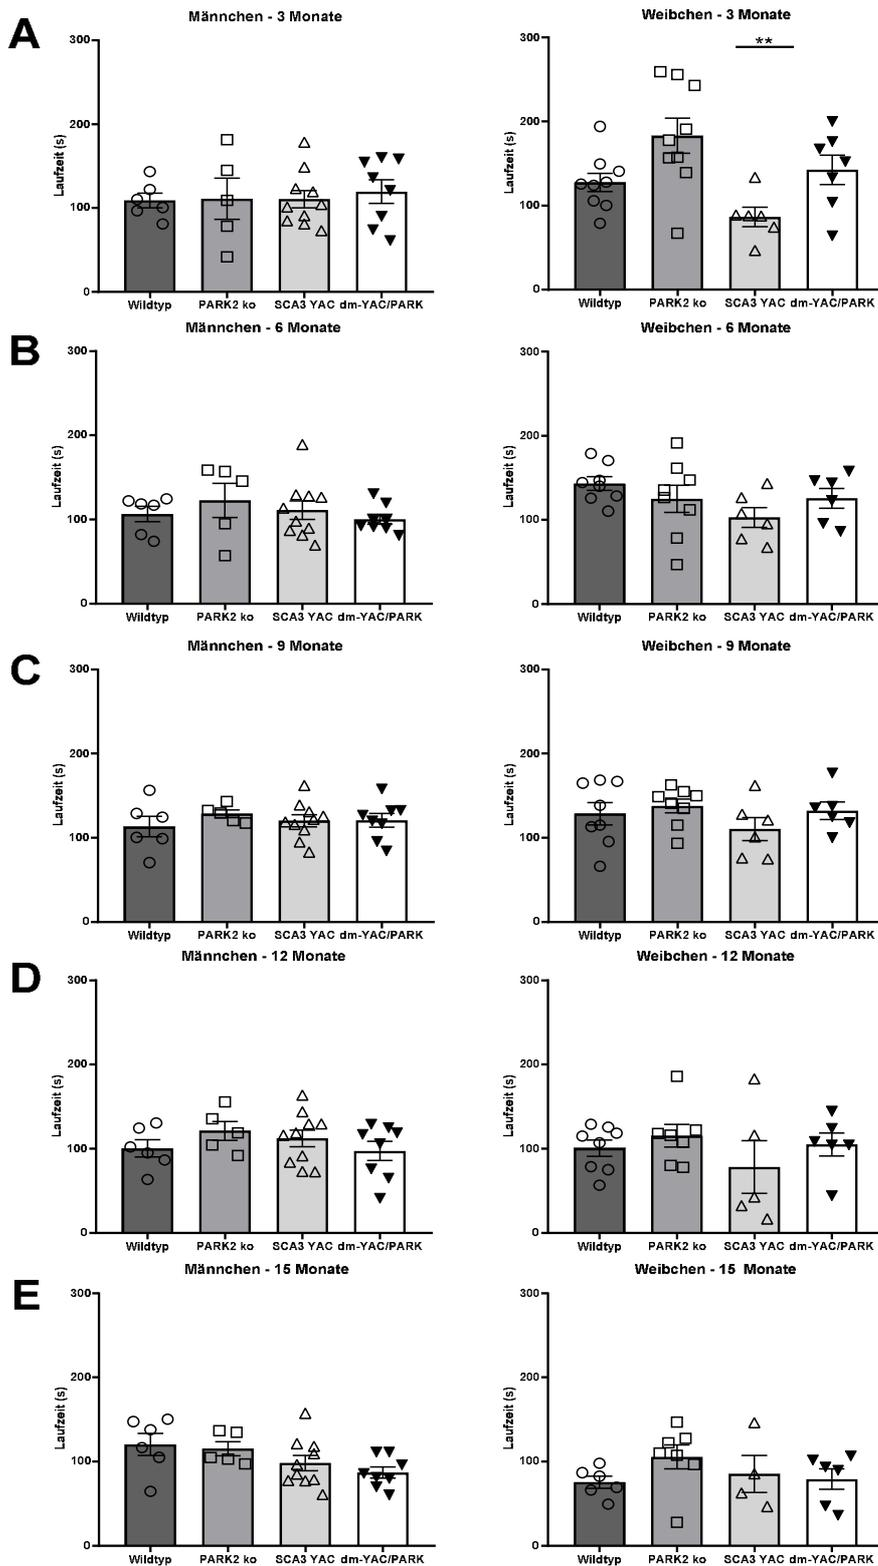 A
Männchen - 3 Monate
Laufzeit (s)
300
200
100
0
Wildtyp PARK2 ko SCA3 YAC dm-YAC/PARK
Weibchen - 3 Monate
**
Laufzeit (s)
300
200
100
0
Wildtyp PARK2 ko SCA3 YAC dm-YAC/PARK
B
Männchen - 6 Monate
Laufzeit (s)
300
200
100
0
Wildtyp PARK2 ko SCA3 YAC dm-YAC/PARK
Weibchen - 6 Monate
Laufzeit (s)
300
200
100
0
Wildtyp PARK2 ko SCA3 YAC dm-YAC/PARK
C
Männchen - 9 Monate
Laufzeit (s)
300
200
100
0
Wildtyp PARK2 ko SCA3 YAC dm-YAC/PARK
Weibchen - 9 Monate
Laufzeit (s)
300
200
100
0
Wildtyp PARK2 ko SCA3 YAC dm-YAC/PARK
D
Männchen - 12 Monate
Laufzeit (s)
300
200
100
0
Wildtyp PARK2 ko SCA3 YAC dm-YAC/PARK
Weibchen - 12 Monate
Laufzeit (s)
300
200
100
0
Wildtyp PARK2 ko SCA3 YAC dm-YAC/PARK
E
Männchen - 15 Monate
Laufzeit (s)
300
200
100
0
Wildtyp PARK2 ko SCA3 YAC dm-YAC/PARK
Weibchen - 15 Monate
Laufzeit (s)
300
200
100
0
Wildtyp PARK2 ko SCA3 YAC dm-YAC/PARK